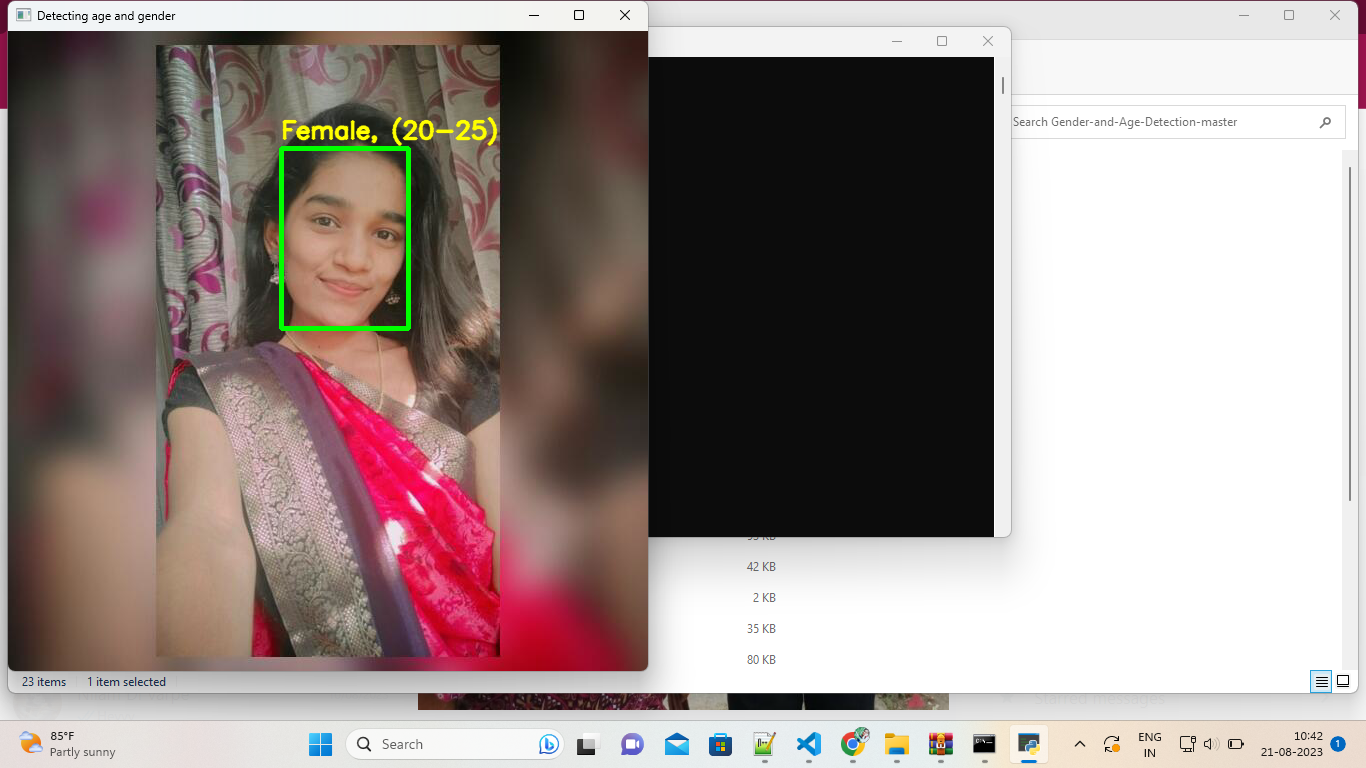 Detecting age and gender
Female, (20-25)
Search Gender-and-Age-Detection-master
42 KB
2 KB
35 KB
80 KB
23 items
1 item selected
Starred messages
85°F
Partly sunny
Search
ENG
IN
10:42
21-08-2023
1